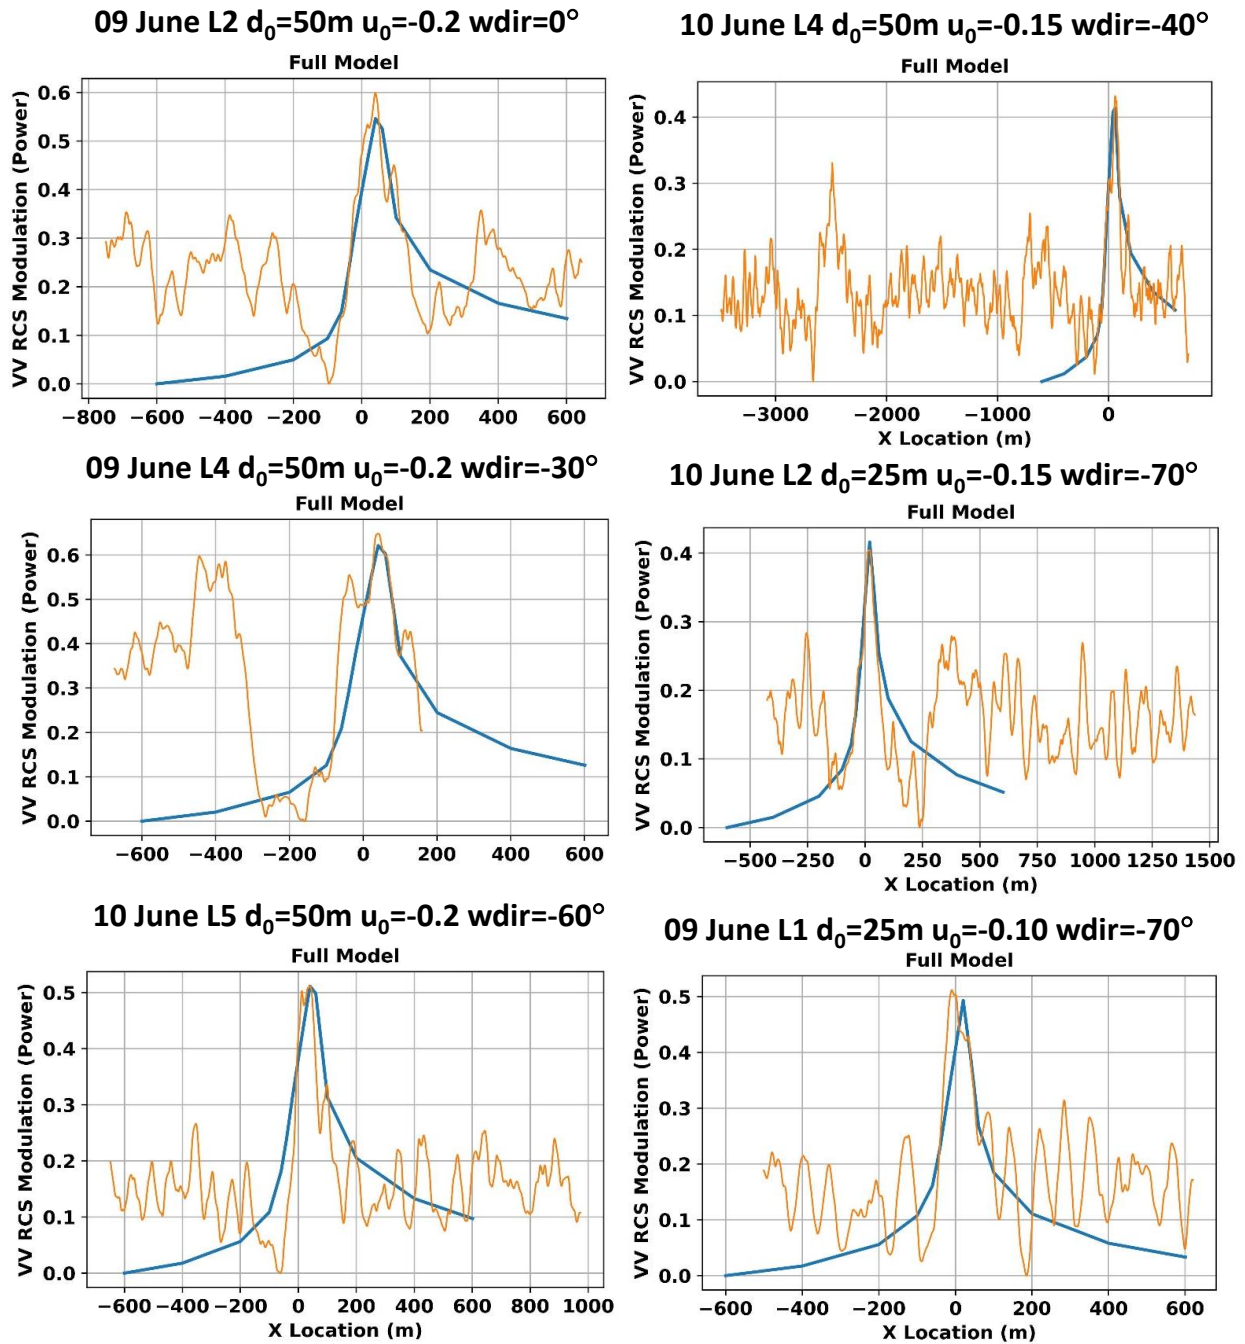 09 June L2 d₀=50m u₀=-0.2 wdir=0°
Full Model
VV RCS Modulation (Power)
0.6
0.5
0.4
0.3
0.2
0.1
0.0
−800 −600 −400 −200 0 200 400 600
10 June L4 d₀=50m u₀=-0.15 wdir=-40°
Full Model
VV RCS Modulation (Power)
0.4
0.3
0.2
0.1
0.0
−3000 −2000 −1000 0
X Location (m)
09 June L4 d₀=50m u₀=-0.2 wdir=-30°
Full Model
VV RCS Modulation (Power)
0.6
0.5
0.4
0.3
0.2
0.1
0.0
−600 −400 −200 0 200 400 600
10 June L2 d₀=25m u₀=-0.15 wdir=-70°
Full Model
VV RCS Modulation (Power)
0.4
0.3
0.2
0.1
0.0
−500 −250 0 250 500 750 1000 1250 1500
X Location (m)
10 June L5 d₀=50m u₀=-0.2 wdir=-60°
Full Model
VV RCS Modulation (Power)
0.5
0.4
0.3
0.2
0.1
0.0
−600 −400 −200 0 200 400 600 800 1000
X Location (m)
09 June L1 d₀=25m u₀=-0.10 wdir=-70°
Full Model
VV RCS Modulation (Power)
0.5
0.4
0.3
0.2
0.1
0.0
−600 −400 −200 0 200 400 600
X Location (m)